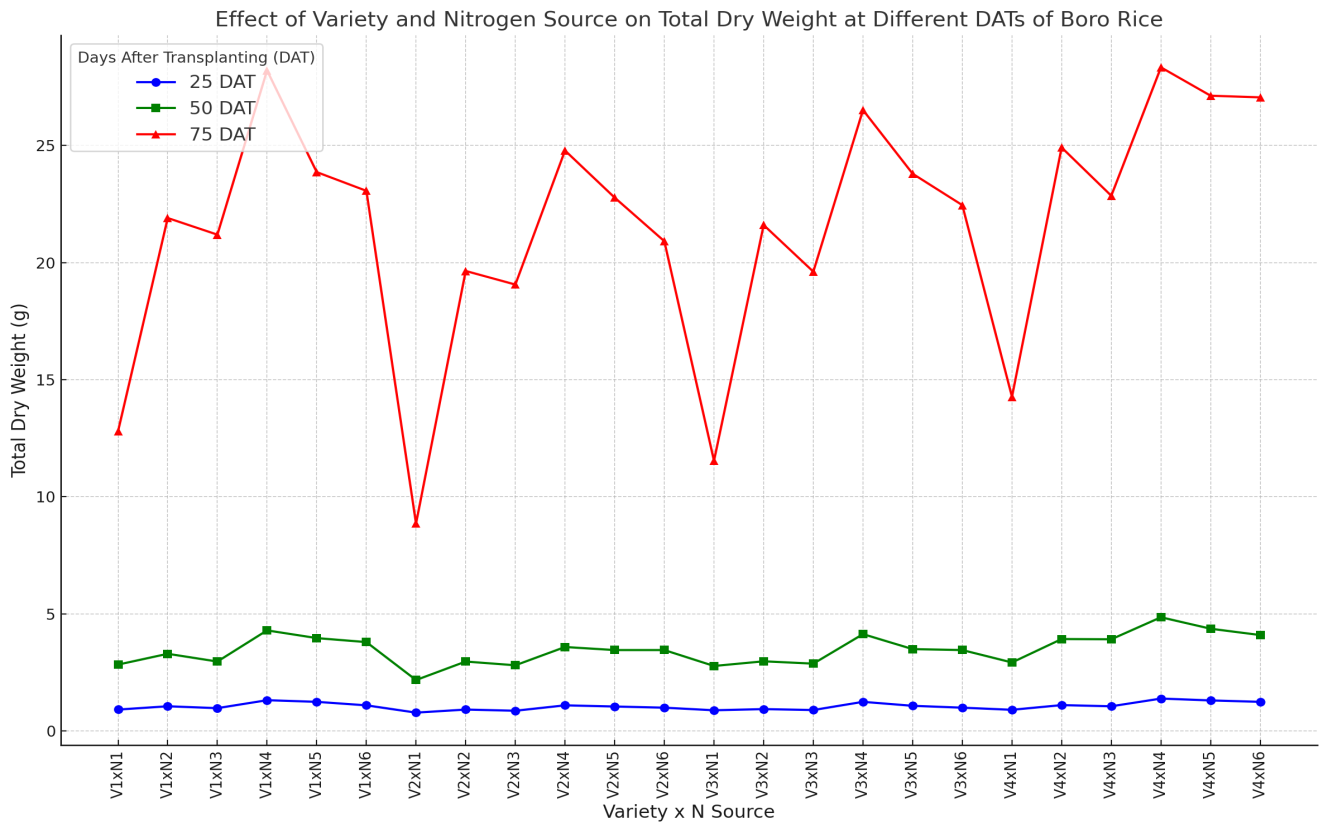 Effect of Variety and Nitrogen Source on Total Dry Weight at Different DATs of Boro Rice
Days After Transplanting (DAT)
25 DAT
50 DAT
75 DAT
Total Dry Weight (g)
25
20
15
10
5
0
V1xN1
V1xN2
V1xN3
V1xN4
V1xN5
V1xN6
V2xN1
V2xN2
V2xN3
V2xN4
V2xN5
V2xN6
V3xN1
V3xN2
V3xN3
V3xN4
V3xN5
V3xN6
V4xN1
V4xN2
V4xN3
V4xN4
V4xN5
V4xN6
Variety x N Source